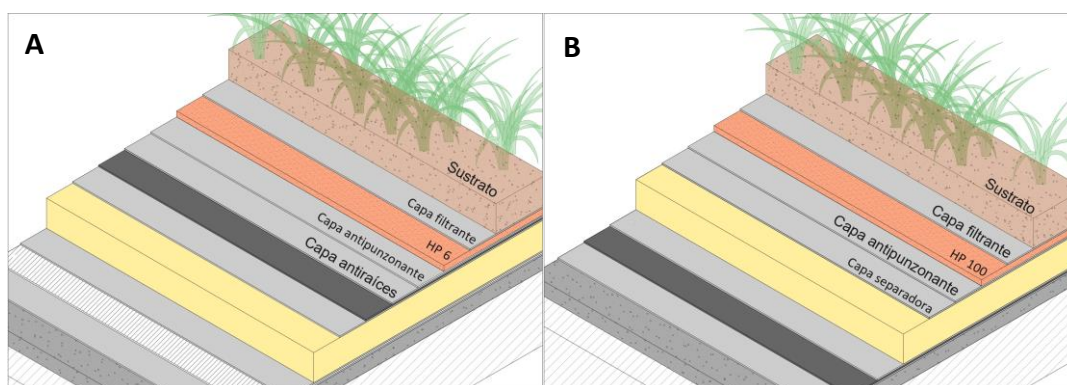 A
Sustrato
Capa filtrante
HP 6
Capa antipunzonante
Capa antiraíces
B
Sustrato
Capa filtrante
HP 100
Capa antipunzonante
Capa separadora